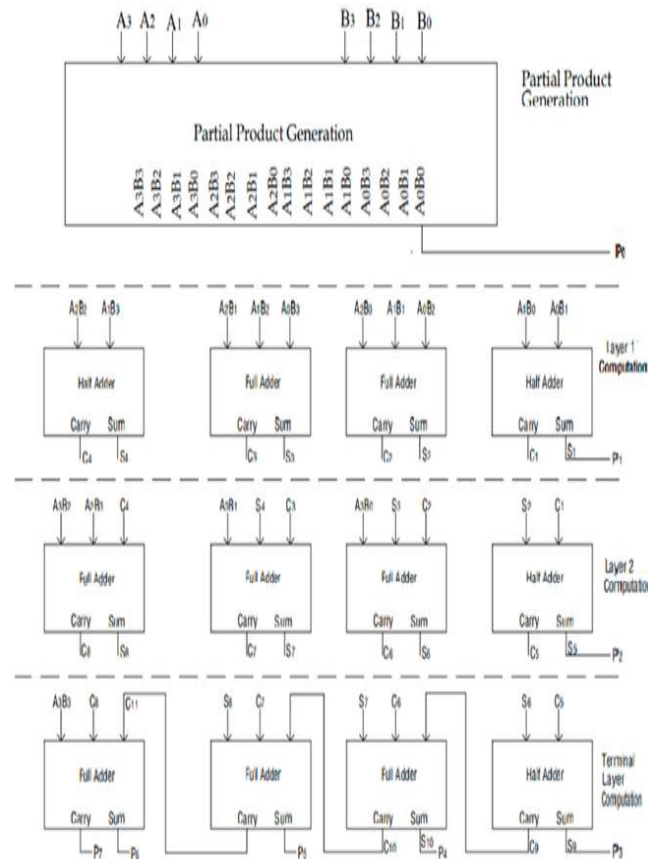 A3 A2 A1 A0 B3 B2 B1 B0
Partial Product
Generation
Partial Product Generation
A3B3 A3B2 A3B1 A3B0 A2B3 A2B2 A2B1 A2B0 A1B3 A1B2 A1B1 A1B0 A0B3 A0B2 A0B1 A0B0
P0
A2B2 A1B3 A2B1 A1B2 A0B3 A2B0 A1B1 A0B2 A1B0 A0B1
Layer 1
Computation
Half Adder Full Adder Full Adder Half Adder
Carry Sum Carry Sum Carry Sum Carry Sum
C4 S4 C3 S3 C2 S2 C1 S1 P1
A3B2 A2B3 C4 A3B1 S4 C3 A3B0 S3 C2 S2 C1
Layer 2
Computation
Full Adder Full Adder Full Adder Half Adder
Carry Sum Carry Sum Carry Sum Carry Sum
C8 S8 C7 S7 C6 S6 C5 S5 P2
A3B3 C8 C11 S8 C7 S7 C6 S6 C5
Terminal
Layer
Computation
Full Adder Full Adder Full Adder Half Adder
Carry Sum Carry Sum Carry Sum Carry Sum
P7 P6 P5 C10 S10 P4 C9 S9 P3